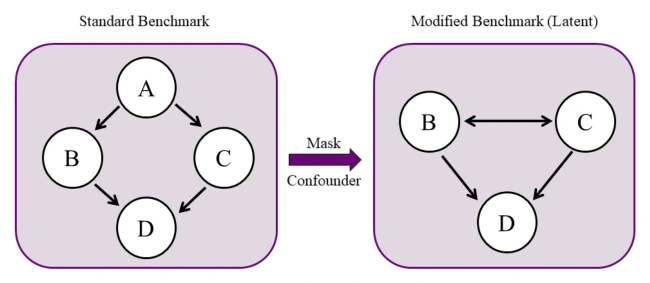 Standard Benchmark
Modified Benchmark (Latent)
A
B
C
D
Mask
Confounder
B
C
D